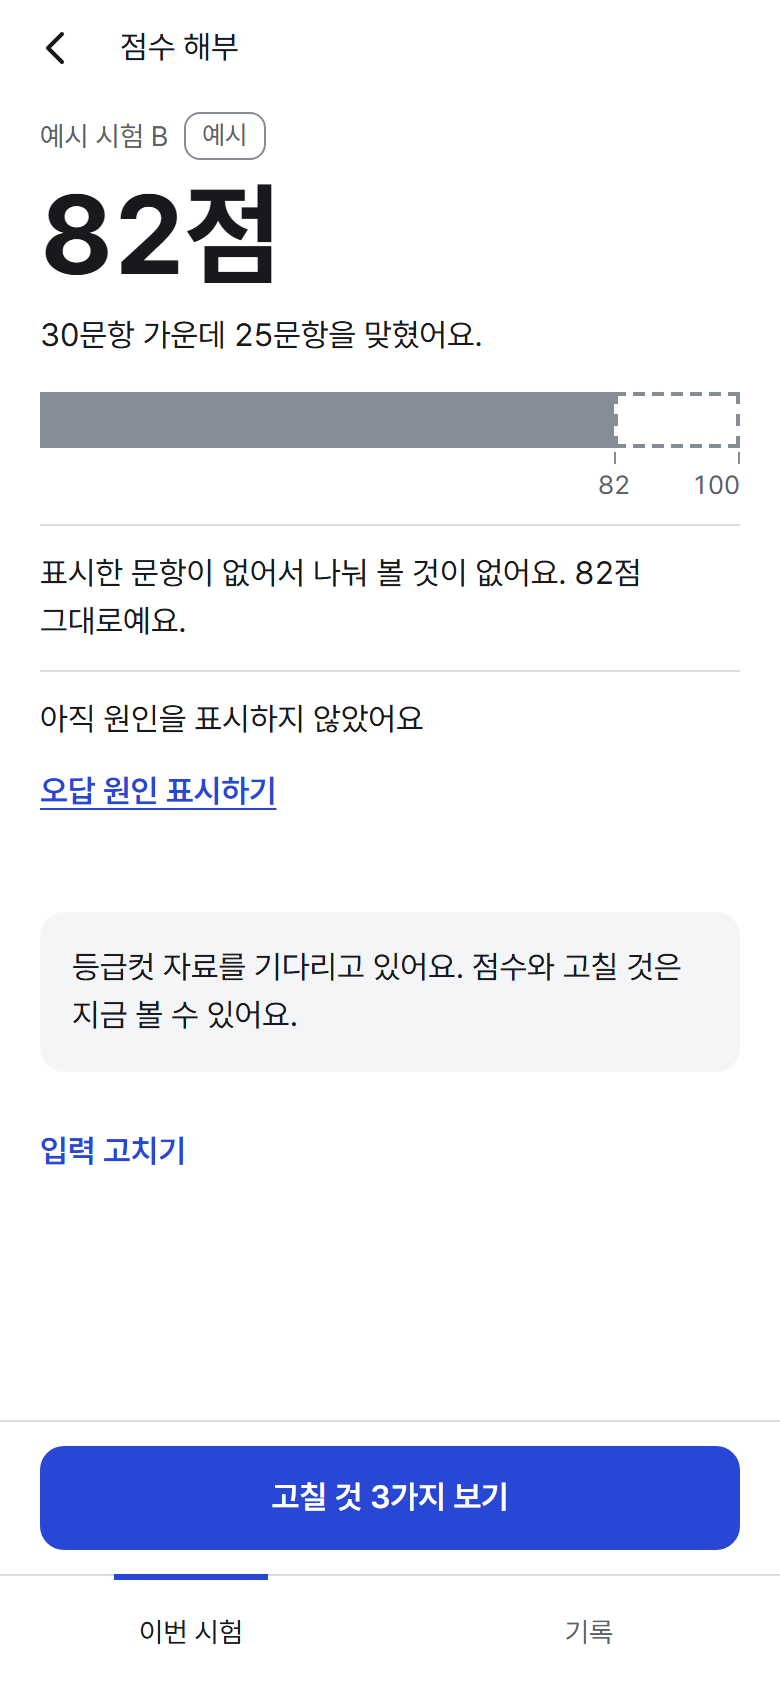 점수 해부
예시 시험 B 예시
82점
30문항 가운데 25문항을 맞혔어요.
82 100
표시한 문항이 없어서 나눠 볼 것이 없어요. 82점
그대로예요.
아직 원인을 표시하지 않았어요
오답 원인 표시하기
등급컷 자료를 기다리고 있어요. 점수와 고칠 것은
지금 볼 수 있어요.
입력 고치기
고칠 것 3가지 보기
이번 시험 기록